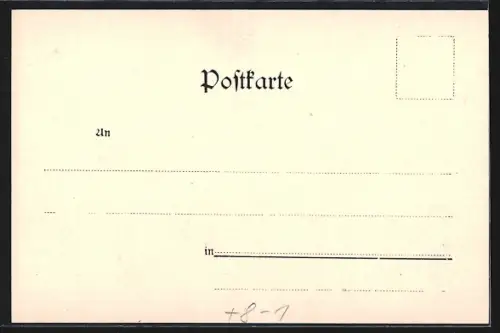 Poſtkarte
An
in
+8-1